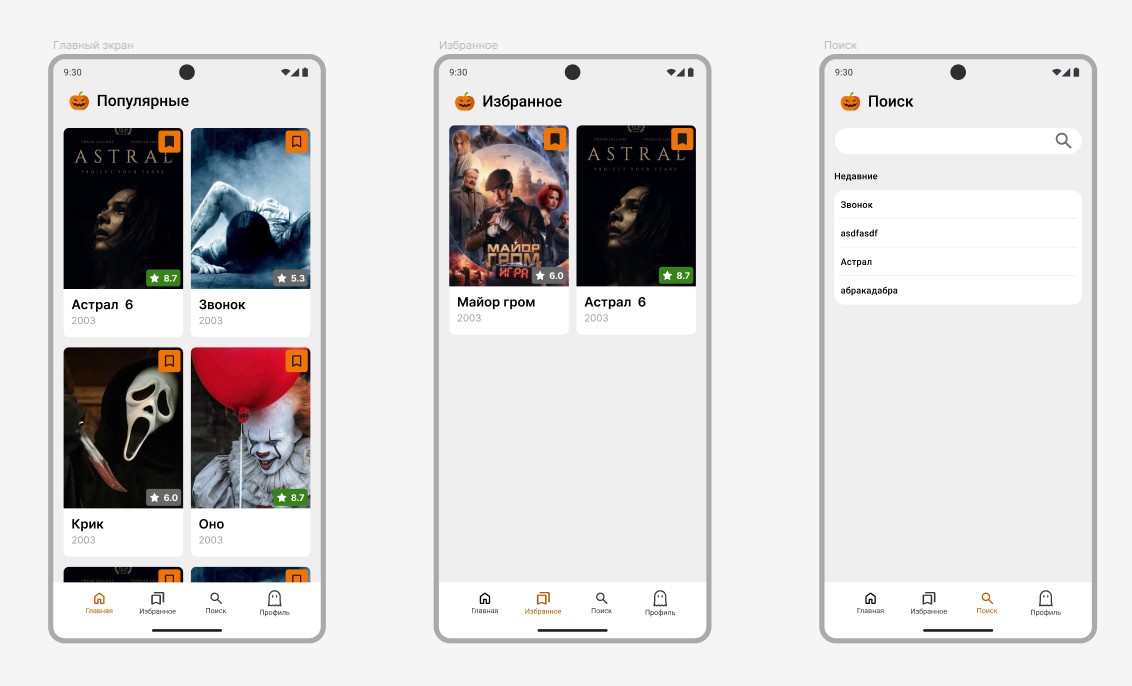 Главный экран
9:30
Популярные
ASTRAL
PROJECT YOUR FEARS
8.7
5.3
Астрал 6
2003
Звонок
2003
6.0
8.7
Крик
2003
Оно
2003
Главная
Избранное
Поиск
Профиль
Избранное
9:30
Избранное
МАЙОР
ГРОМ
ИГРА
6.0
ASTRAL
PROJECT YOUR FEARS
8.7
Майор гром
2003
Астрал 6
2003
Главная
Избранное
Поиск
Профиль
Поиск
9:30
Поиск
Недавние
Звонок
asdfasdf
Астрал
абракадабра
Главная
Избранное
Поиск
Профиль